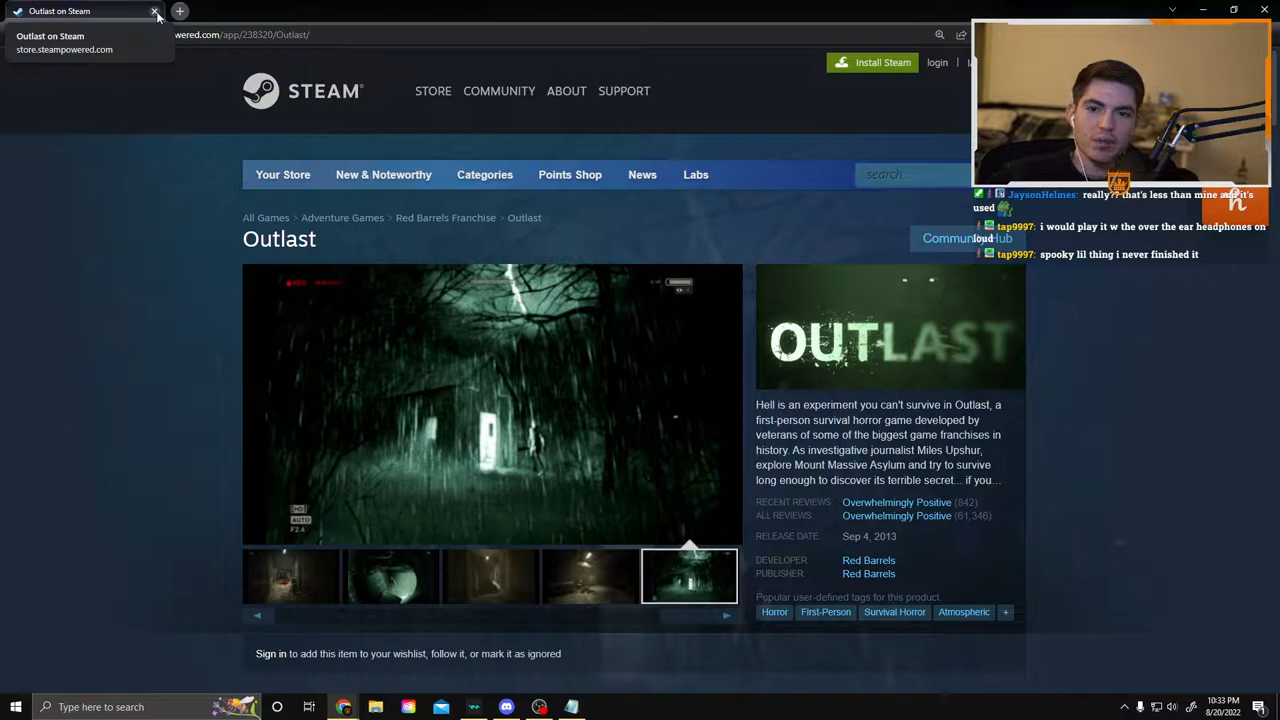 Outlast on Steam
Outlast on Steam
store.steampowered.com
wered.com/app/238320/Outlast/
Install Steam
login
STEAM
STORE
COMMUNITY
ABOUT
SUPPORT
Your Store
New & Noteworthy
Categories
Points Shop
News
Labs
search
JaysonHelmes: really?? that's less than mine and it's
used
tap9997: i would play it w the over the ear headphones on
loud
tap9997: spooky lil thing i never finished it
All Games > Adventure Games > Red Barrels Franchise > Outlast
Outlast
Community Hub
HD
AUTO
F2.4
OUTLAST
Hell is an experiment you can't survive in Outlast, a
first-person survival horror game developed by
veterans of some of the biggest game franchises in
history. As investigative journalist Miles Upshur,
explore Mount Massive Asylum and try to survive
long enough to discover its terrible secret... if you...
RECENT REVIEWS: Overwhelmingly Positive (842)
ALL REVIEWS: Overwhelmingly Positive (61,346)
RELEASE DATE: Sep 4, 2013
DEVELOPER: Red Barrels
PUBLISHER: Red Barrels
Popular user-defined tags for this product:
Horror
First-Person
Survival Horror
Atmospheric
+
Sign in to add this item to your wishlist, follow it, or mark it as ignored
Type here to search
10:33 PM
8/20/2022